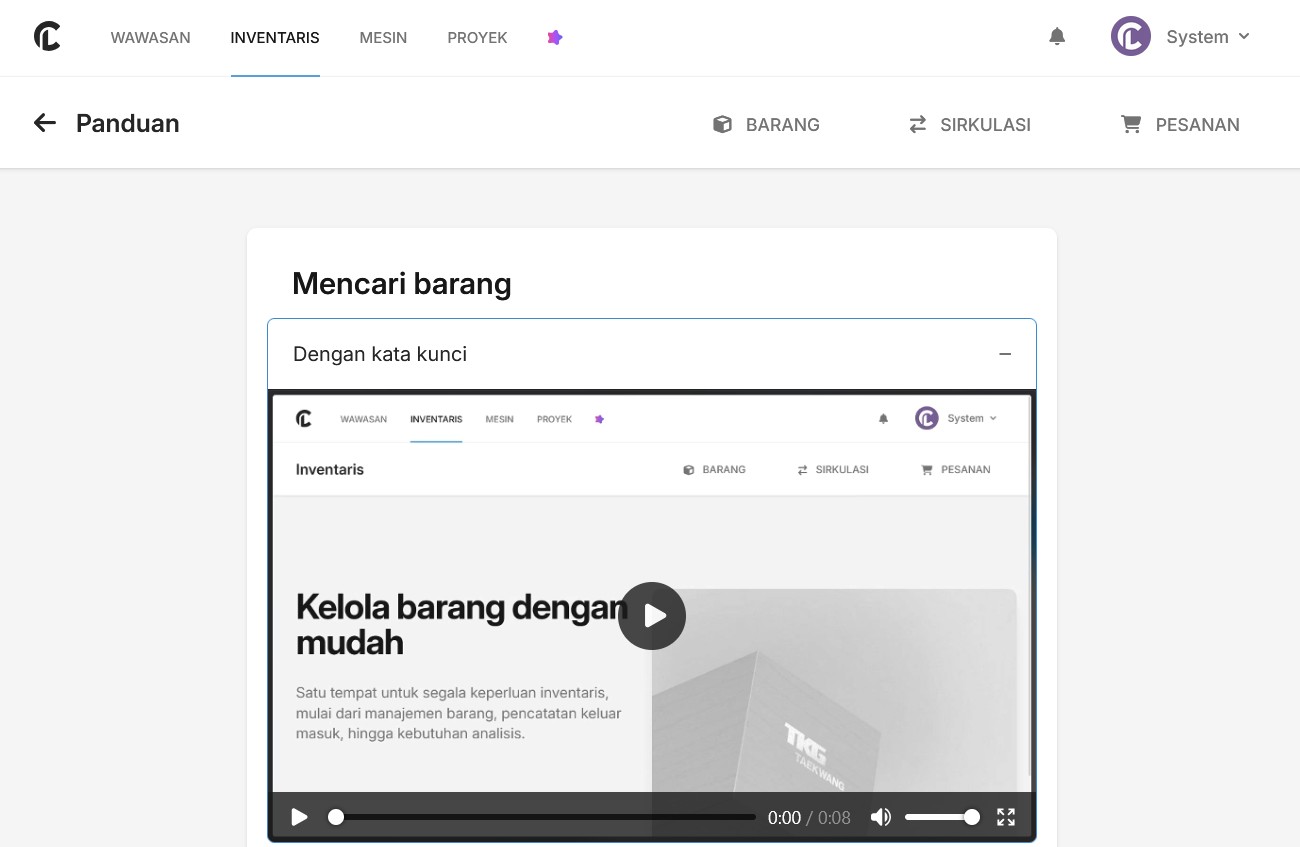 WAWASAN INVENTARIS MESIN PROYEK System
Panduan BARANG SIRKULASI PESANAN
Mencari barang
Dengan kata kunci
WAWASAN INVENTARIS MESIN PROYEK System
Inventaris BARANG SIRKULASI PESANAN
Kelola barang dengan
mudah
Satu tempat untuk segala keperluan inventaris,
mulai dari manajemen barang, pencatatan keluar
masuk, hingga kebutuhan analisis.
TKG
TAEKWANG
0:00 / 0:08